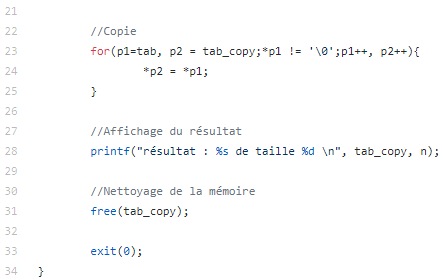 21
22 //Copie
23 for(p1=tab, p2 = tab_copy;*p1 != '\0';p1++, p2++){
24 *p2 = *p1;
25 }
26
27 //Affichage du résultat
28 printf("résultat : %s de taille %d \n", tab_copy, n);
29
30 //Nettoyage de la mémoire
31 free(tab_copy);
32
33 exit(0);
34 }